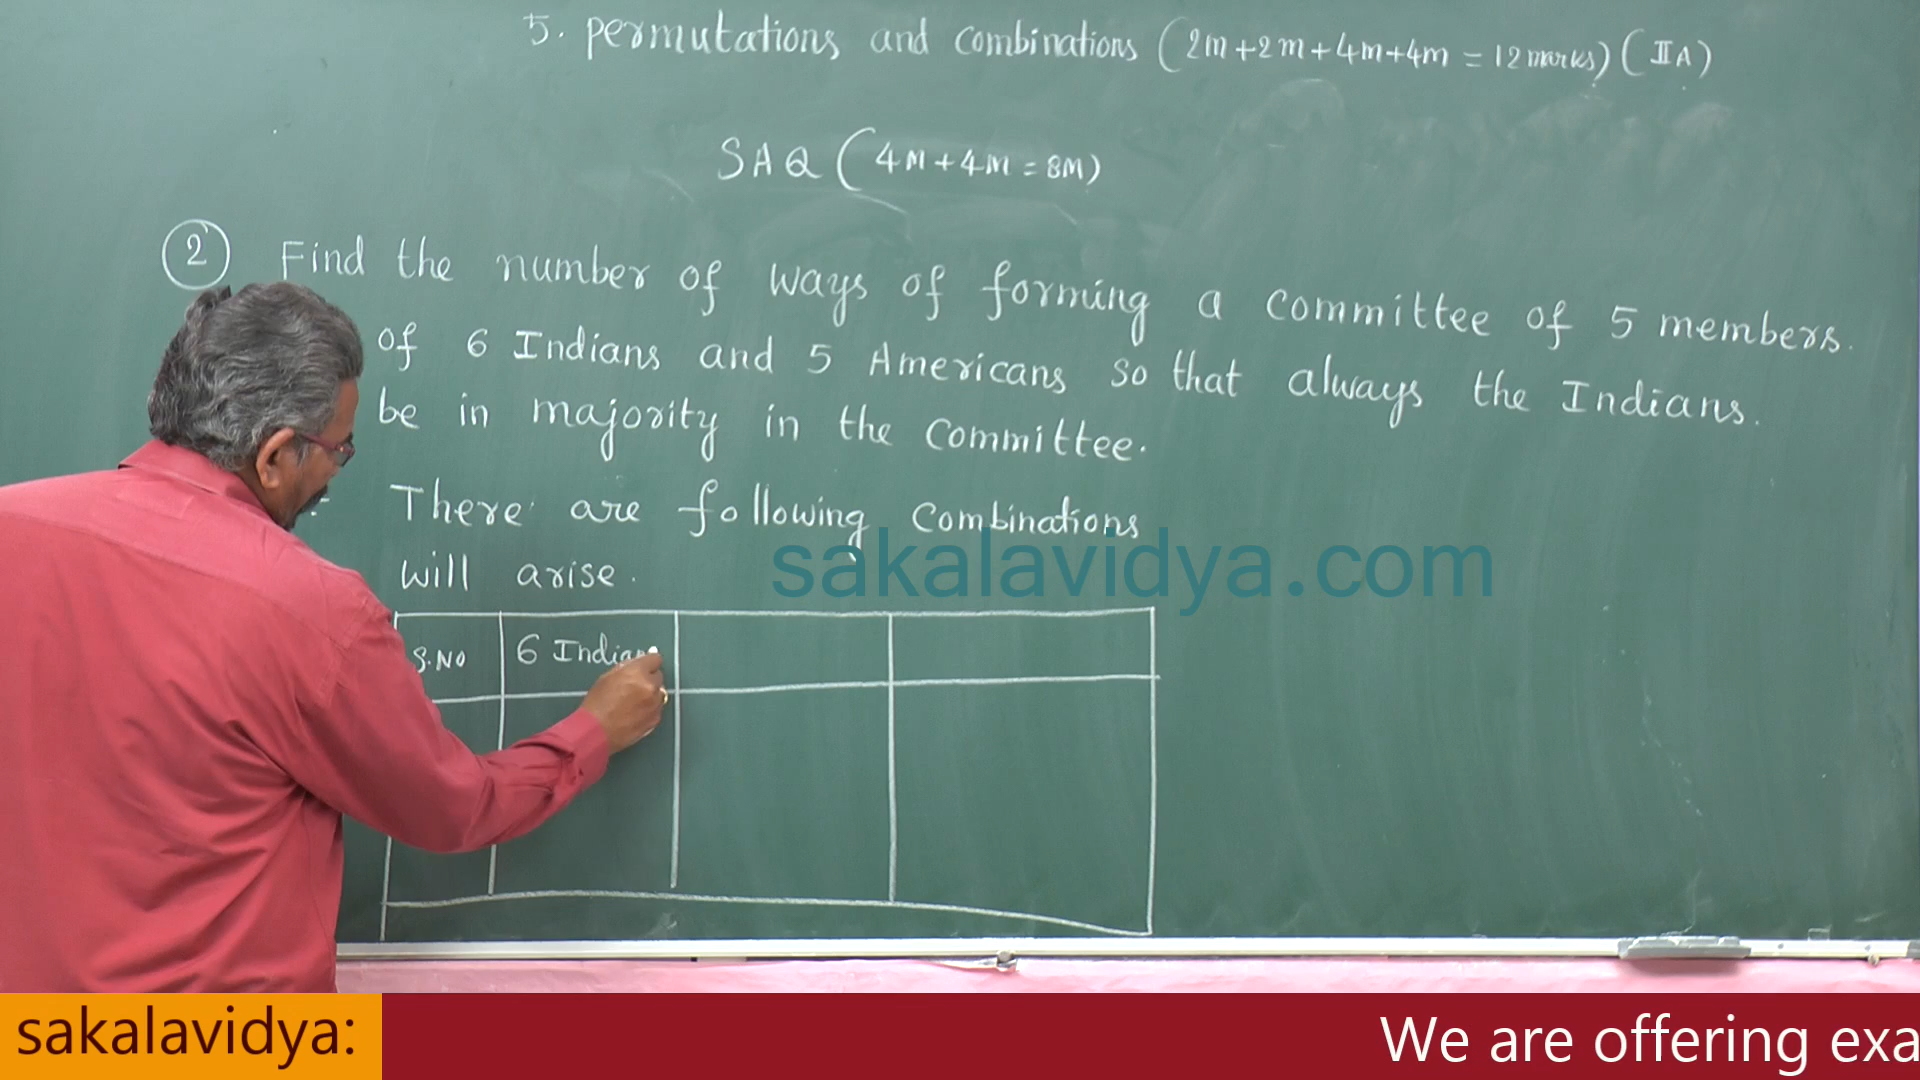 5. permutations and combinations (2m+2m+4m+4m = 12 marks) (II A)
SAQ (4M+4M = 8M)
2 Find the number of ways of forming a committee of 5 members.
of 6 Indians and 5 Americans so that always the Indians.
be in majority in the committee.
There are following combinations
will arise.
sakalavidya.com
S.No 6 Indian
sakalavidya: We are offering exa